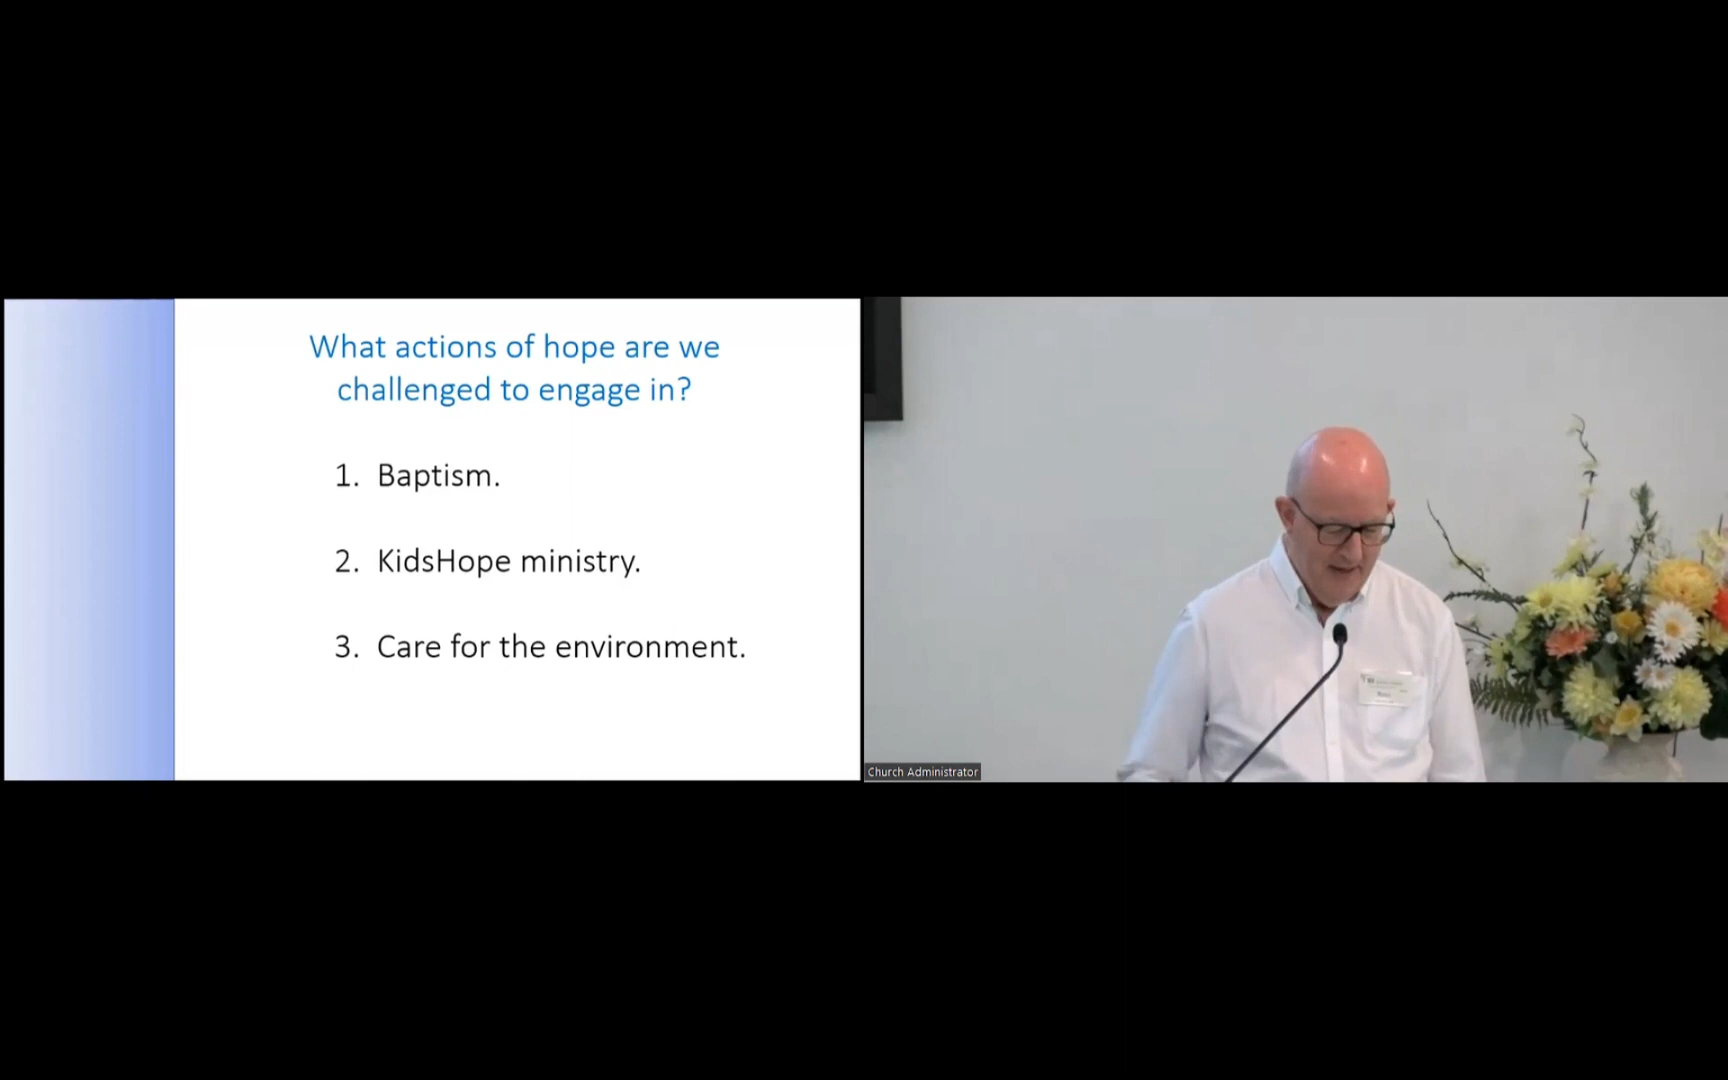 What actions of hope are we
challenged to engage in?
1. Baptism.
2. KidsHope ministry.
3. Care for the environment.
Church Administrator